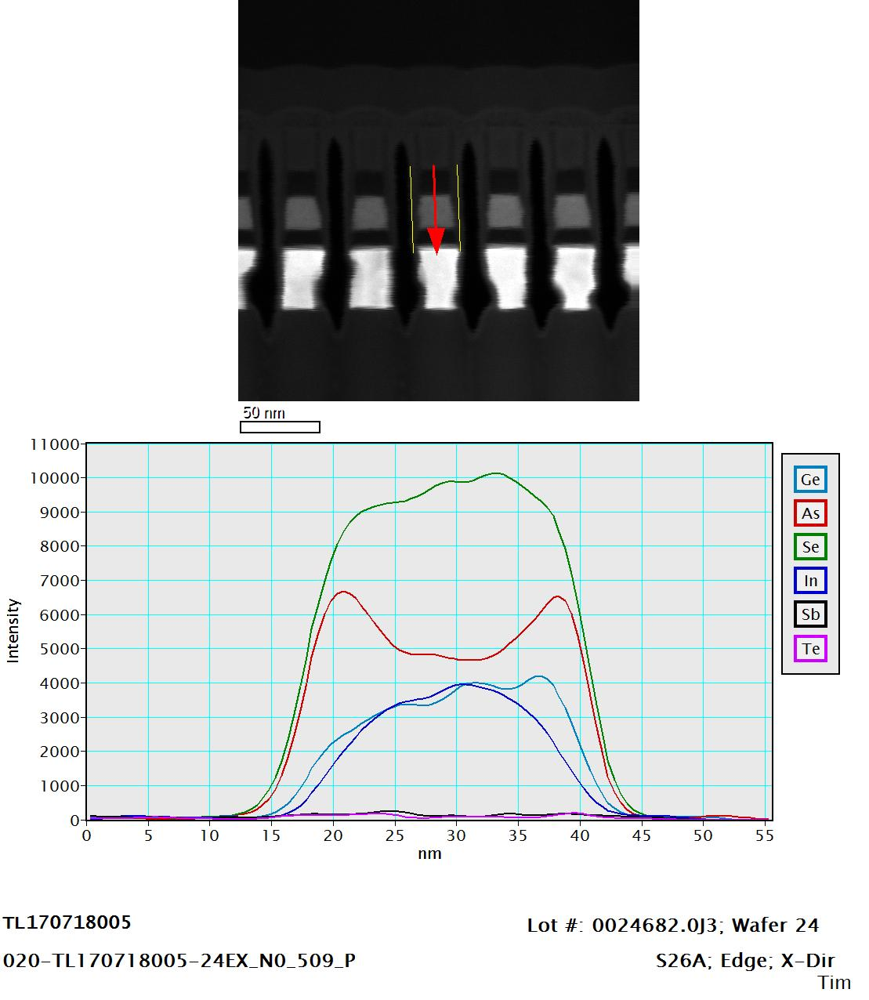 50 nm
11000
10000
9000
8000
7000
6000
5000
4000
3000
2000
1000
0
Intensity
0 5 10 15 20 25 30 35 40 45 50 55
nm
Ge
As
Se
In
Sb
Te
TL170718005
Lot #: 0024682.0J3; Wafer 24
020-TL170718005-24EX_N0_509_P
S26A; Edge; X-Dir
Tim